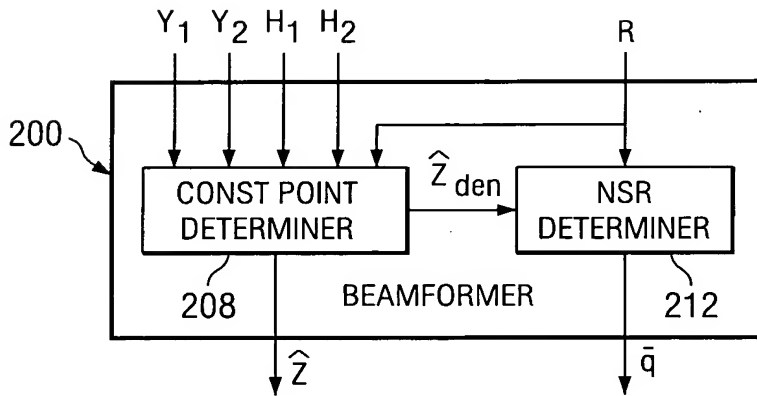 Y₁ Y₂ H₁ H₂ R
200
CONST POINT
DETERMINER
Ẑden
NSR
DETERMINER
208
BEAMFORMER
212
Ẑ
q̄